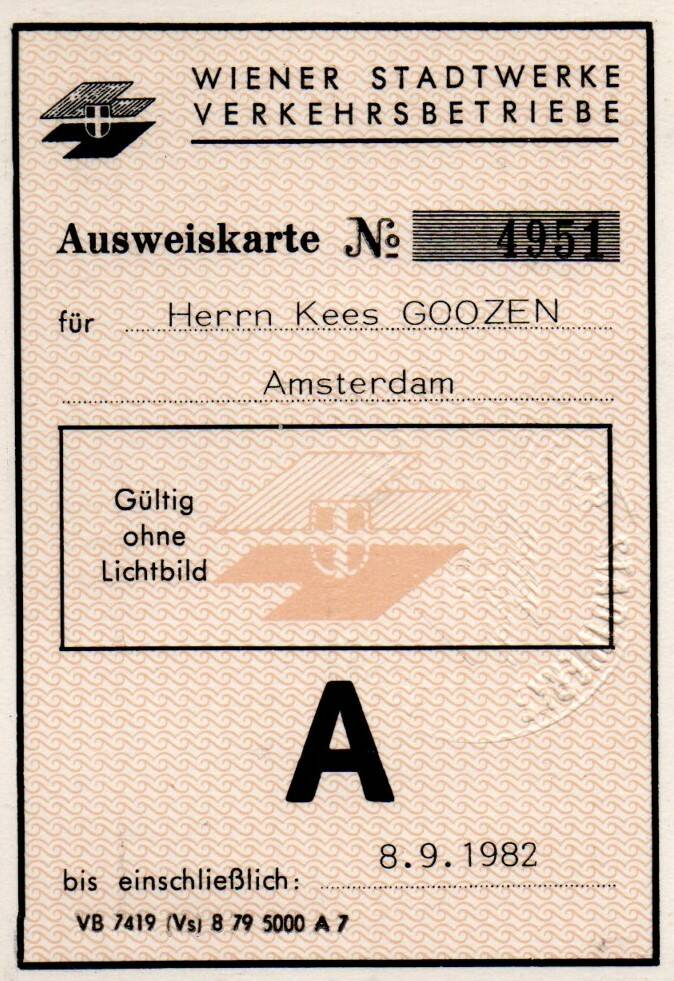 WIENER STADTWERKE
VERKEHRSBETRIEBE
Ausweiskarte № 4951
für Herrn Kees GOOZEN
Amsterdam
Gültig
ohne
Lichtbild
A
bis einschließlich: 8.9.1982
VB 7419 (Vs) 8 79 5000 A 7